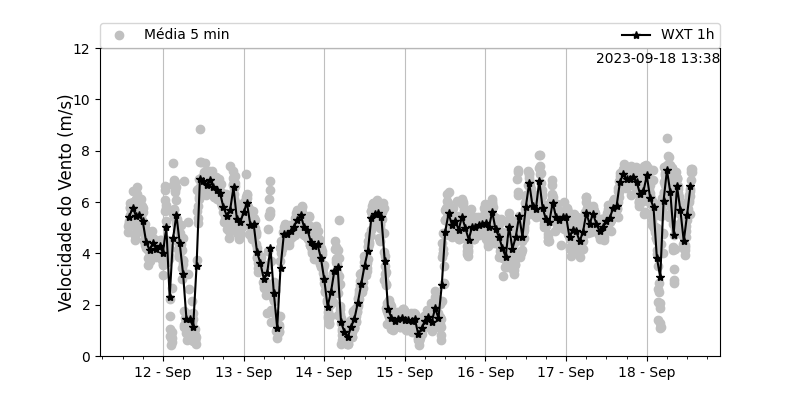 Média 5 min
WXT 1h
2023-09-18 13:38
Velocidade do Vento (m/s)
12
10
8
6
4
2
0
12 - Sep
13 - Sep
14 - Sep
15 - Sep
16 - Sep
17 - Sep
18 - Sep